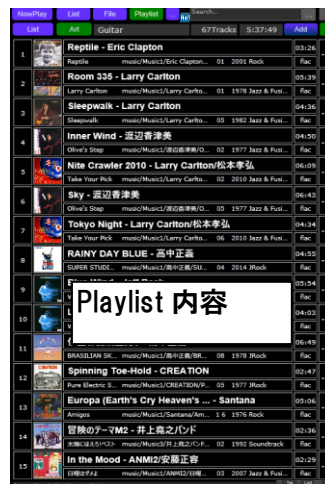 NowPlay List File Playlist ... Search...
List Art Guitar 67Tracks 5:37:49 Add
1 Reptile - Eric Clapton 03:26
Reptile music/Music1/Eric Clapton... 01 2001 Rock flac
2 Room 335 - Larry Carlton 05:39
Larry Carlton music/Music1/Larry Carlto... 01 1978 Jazz & Fusi... flac
3 Sleepwalk - Larry Carlton 04:36
Sleepwalk music/Music1/Larry Carlto... 05 1982 Jazz & Fusi... flac
4 Inner Wind - 渡辺香津美 04:50
Olive's Step music/Music1/渡辺香津美/O... 02 1977 Jazz & Fusi... flac
5 Nite Crawler 2010 - Larry Carlton/松本孝弘 06:09
Take Your Pick music/Music1/Larry Carlto... 02 2010 Jazz & Fusi... flac
6 Sky - 渡辺香津美 06:43
Olive's Step music/Music1/渡辺香津美/O... 05 1977 Jazz & Fusi... flac
7 Tokyo Night - Larry Carlton/松本孝弘 04:34
Take Your Pick music/Music1/Larry Carlto... 06 2010 Jazz & Fusi... flac
8 RAINY DAY BLUE - 高中正義 04:55
SUPER STUDI... music/Music1/高中正義/SU... 04 2014 JRock flac
9 05:54
flac
Playlist 内容
10 04:03
flac
11 06:49
BRASILIAN SK... music/Music1/高中正義/BR... 08 1978 JRock flac
12 Spinning Toe-Hold - CREATION 02:47
Pure Electric S... music/Music1/CREATION/P... 05 1977 JRock flac
13 Europa (Earth's Cry Heaven's ... - Santana 05:06
Amigos music/Music1/Santana/Am... 1 6 1976 Rock flac
14 冒険のテーマM2 - 井上堯之バンド 02:36
太陽にほえろ!ベスト music/Music3/井上堯之バンド... 02 1992 Soundtrack flac
15 In the Mood - ANMI2/安藤正容 02:29
music/Music1/ANMI2/日曜... 03 2007 Jazz & Fusi... flac